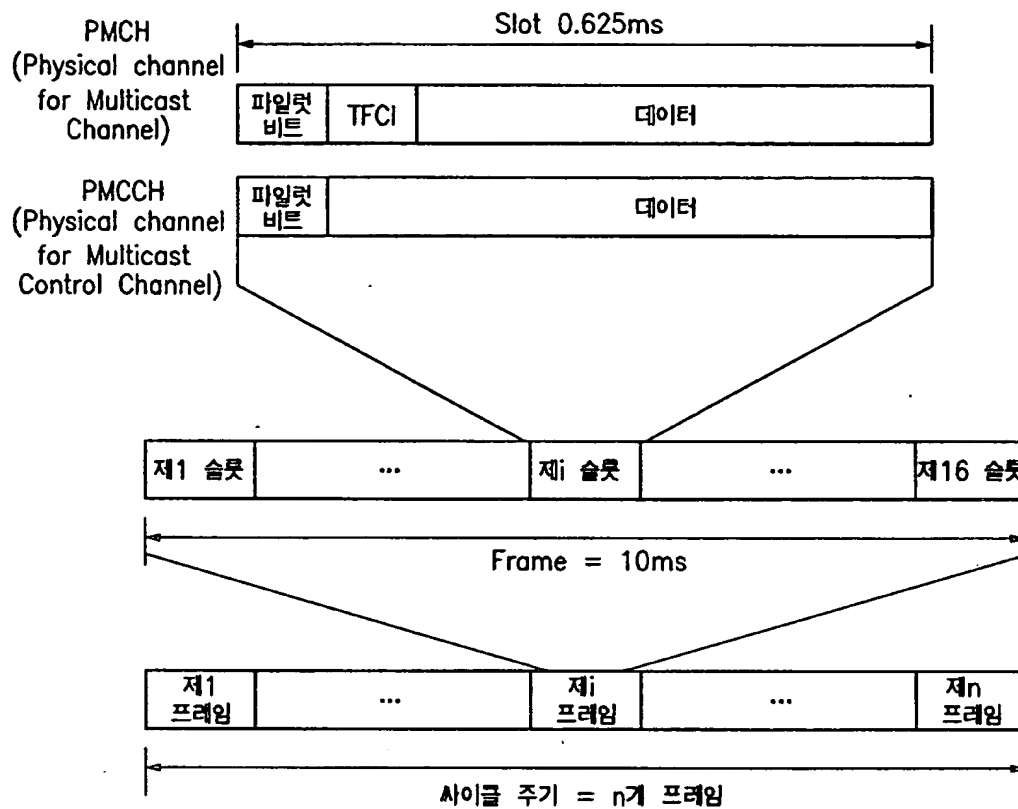 PMCH
(Physical channel
for Multicast
Channel)
Slot 0.625ms
파일럿
비트
TFCI
데이터
PMCCH
(Physical channel
for Multicast
Control Channel)
파일럿
비트
데이터
제1 슬롯
...
제i 슬롯
...
제16 슬롯
Frame = 10ms
제1
프레임
...
제i
프레임
...
제n
프레임
싸이클 주기 = n개 프레임